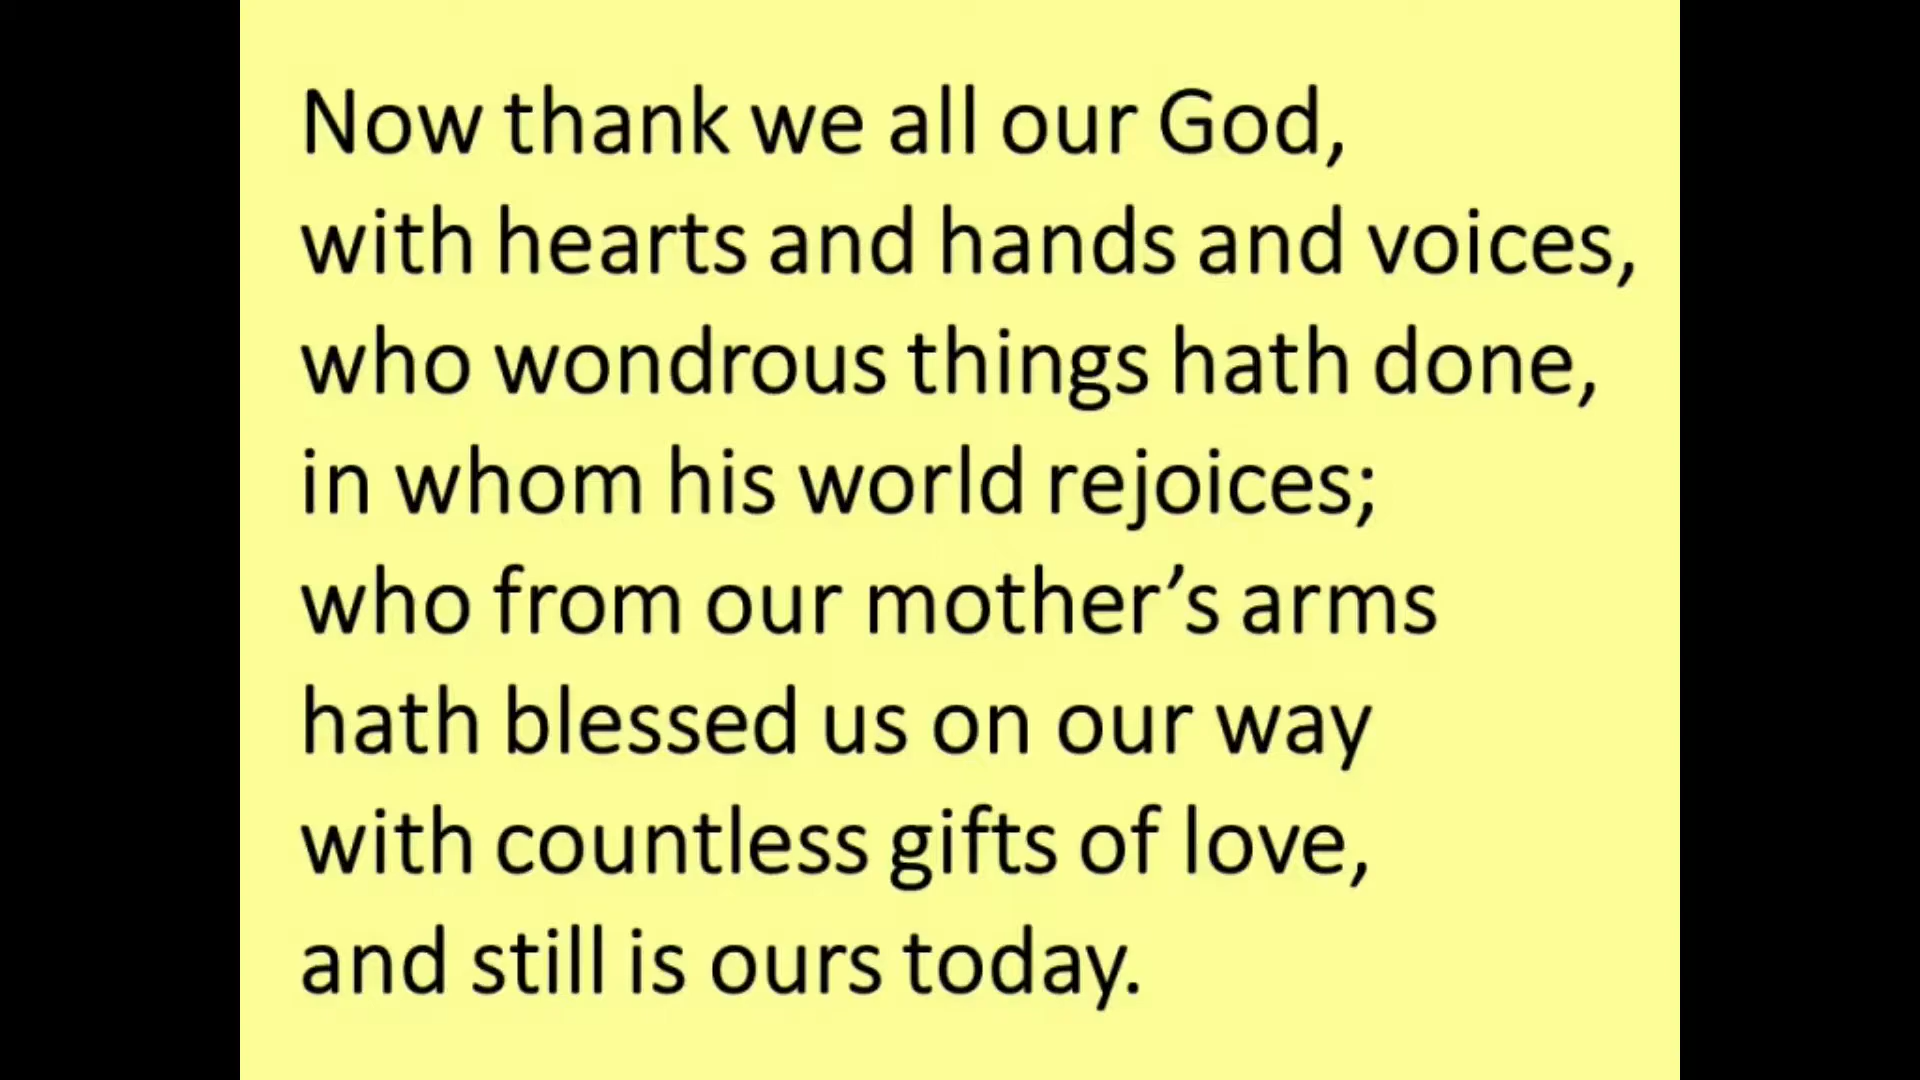 Now thank we all our God,
with hearts and hands and voices,
who wondrous things hath done,
in whom his world rejoices;
who from our mother’s arms
hath blessed us on our way
with countless gifts of love,
and still is ours today.